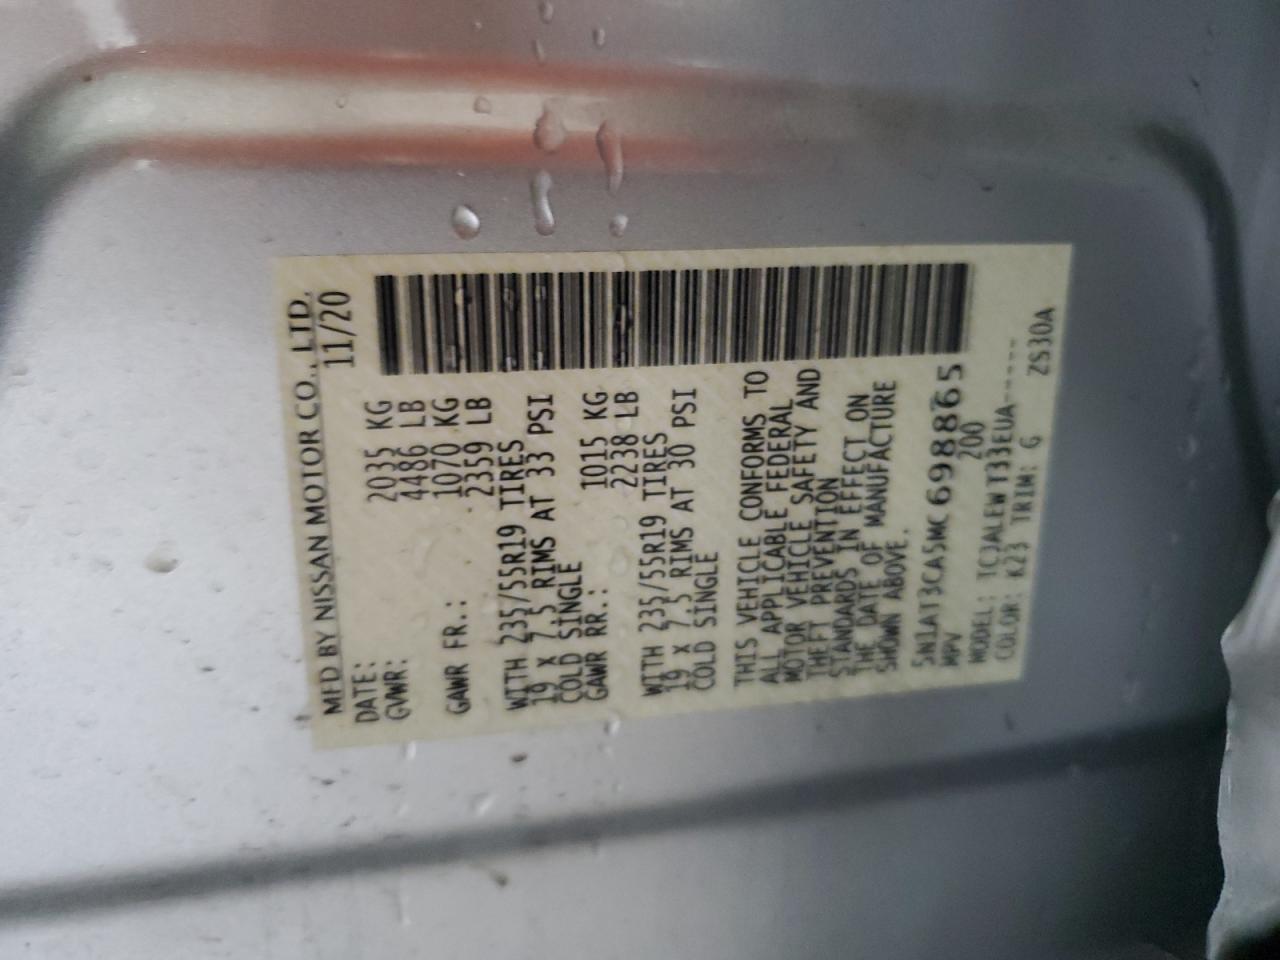 MFD BY NISSAN MOTOR CO., LTD.
DATE: 11/20
GVWR: 2035 KG
4486 LB
GAWR FR.: 1070 KG
2359 LB
WITH 235/55R19 TIRES
19 X 7.5 RIMS AT 33 PSI
COLD SINGLE
GAWR RR.: 1015 KG
2238 LB
WITH 235/55R19 TIRES
19 X 7.5 RIMS AT 30 PSI
COLD SINGLE
THIS VEHICLE CONFORMS TO
ALL APPLICABLE FEDERAL
MOTOR VEHICLE SAFETY AND
THEFT PREVENTION
STANDARDS IN EFFECT ON
THE DATE OF MANUFACTURE
SHOWN ABOVE.
5N1AT3CA5MC698865
MPV 200
MODEL: TCJALEWT33EUA-----
COLOR: K23 TRIM: G ZS30A